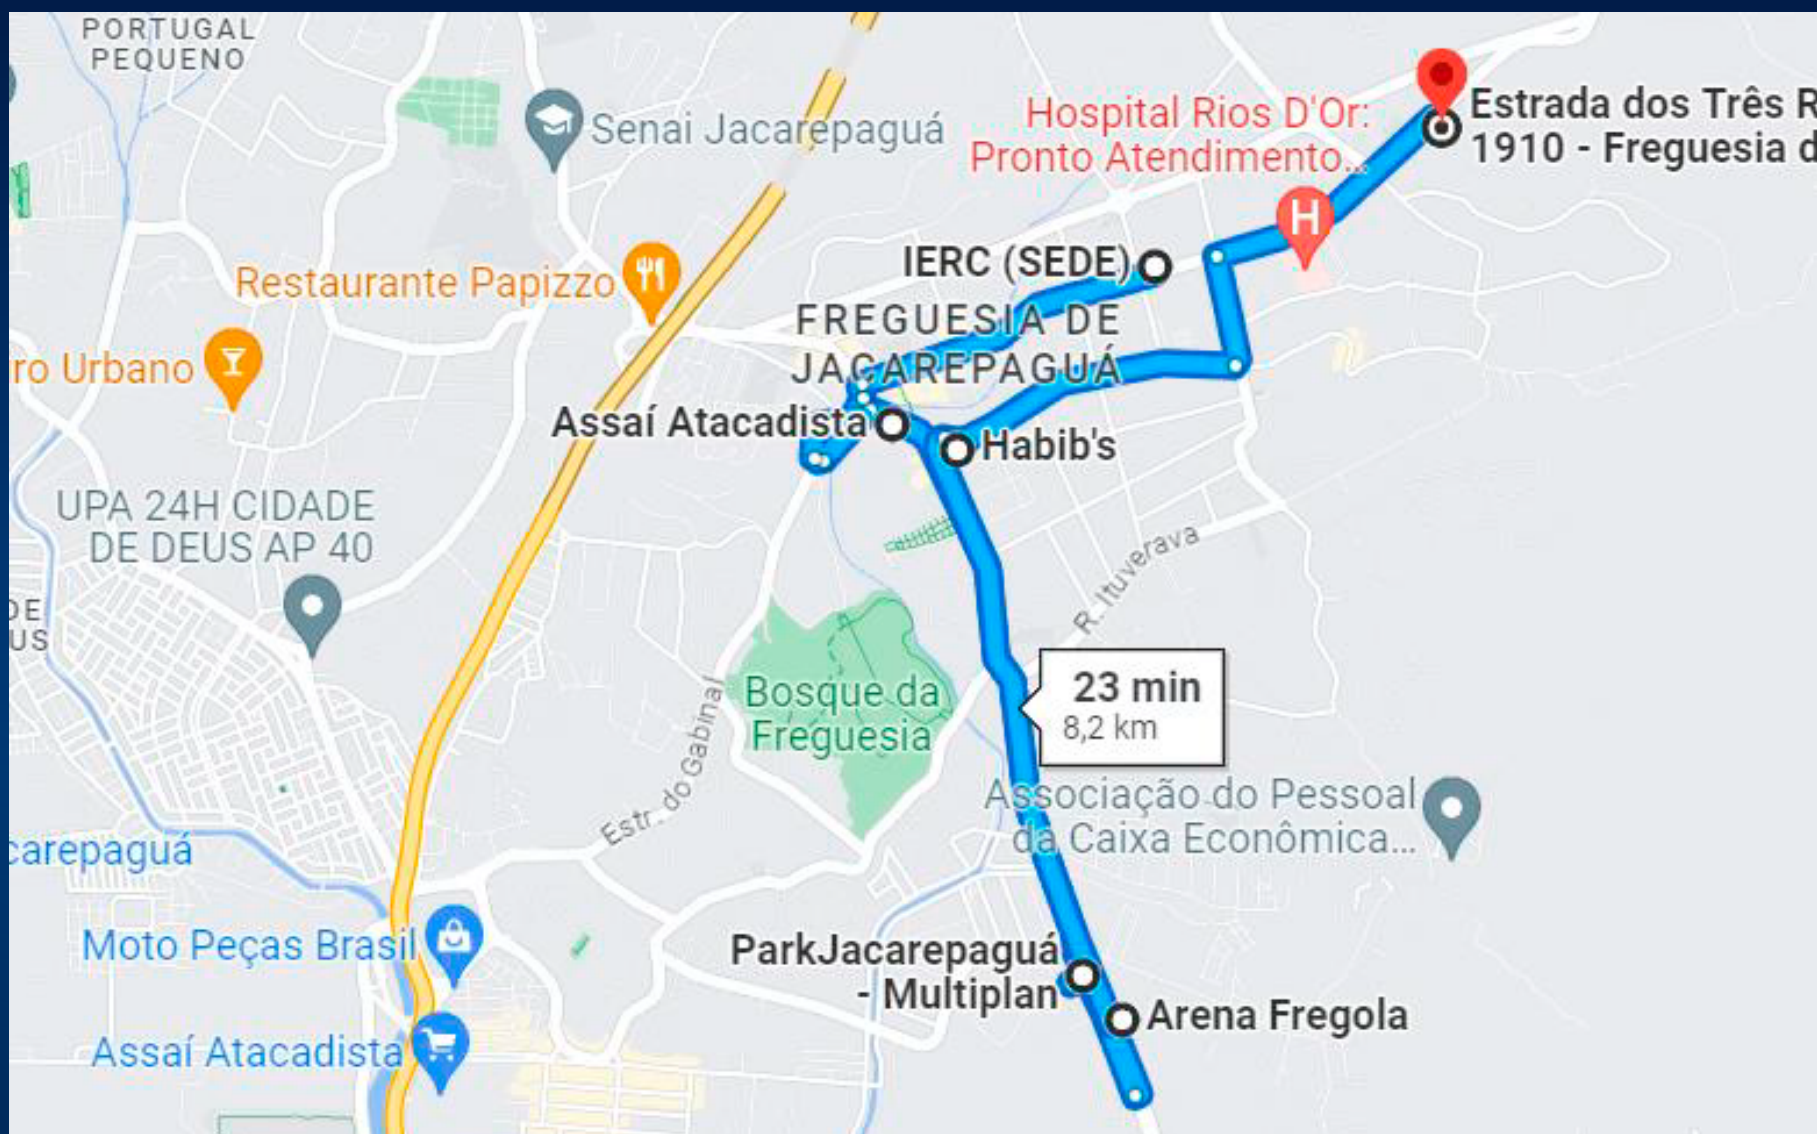 PORTUGAL
PEQUENO
Senai Jacarepaguá
Hospital Rios D'Or:
Pronto Atendimento...
H
Estrada dos Três R
1910 - Freguesia d
IERC (SEDE)
Restaurante Papizzo
FREGUESIA DE
JACAREPAGUÁ
ro Urbano
Assaí Atacadista
Habib's
UPA 24H CIDADE
DE DEUS AP 40
DE
US
R. Ituverava
23 min
8,2 km
Bosque da
Freguesia
Estr. do Gabinal
Associação do Pessoal
da Caixa Econômica...
carepaguá
Moto Peças Brasil
ParkJacarepaguá
- Multiplan
Arena Fregola
Assaí Atacadista